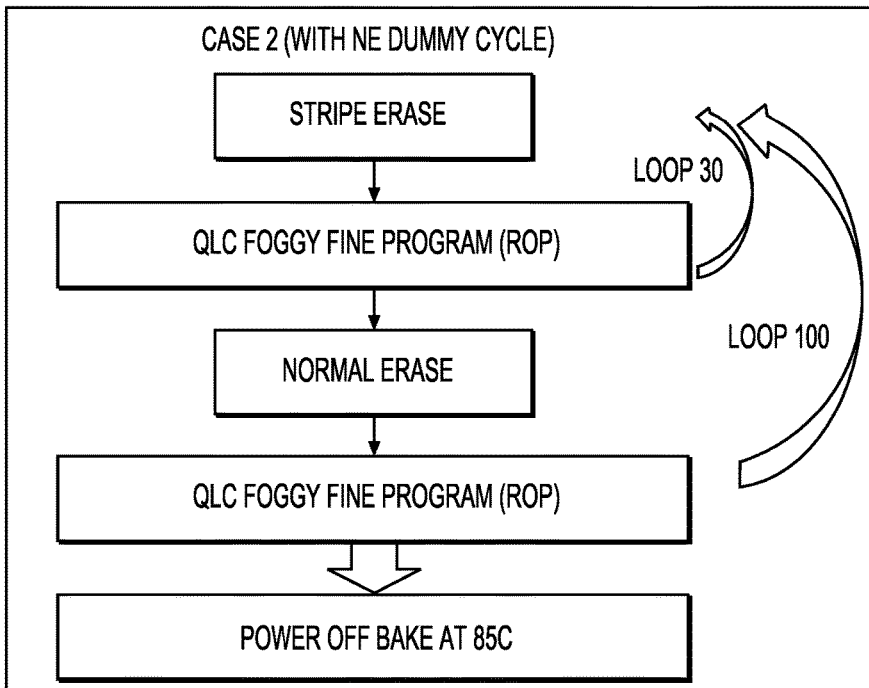 CASE 2 (WITH NE DUMMY CYCLE)
STRIPE ERASE
LOOP 30
QLC FOGGY FINE PROGRAM (ROP)
LOOP 100
NORMAL ERASE
QLC FOGGY FINE PROGRAM (ROP)
POWER OFF BAKE AT 85C